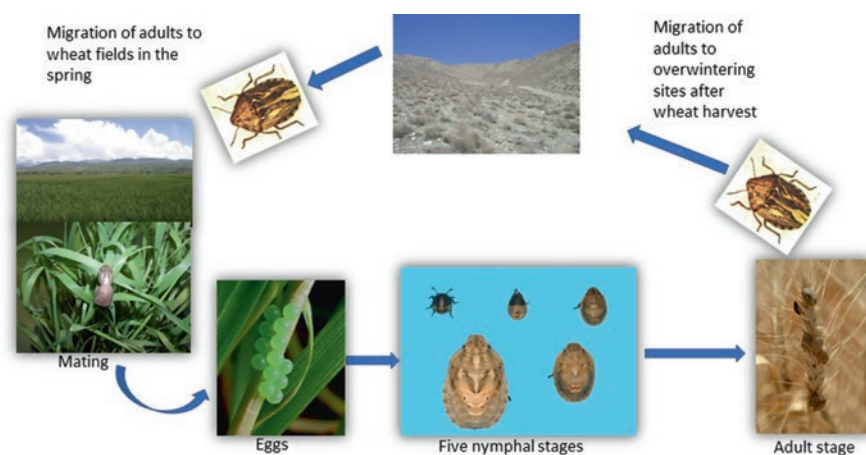 Migration of adults to
wheat fields in the
spring
Migration of
adults to
overwintering
sites after
wheat harvest
Mating
Eggs
Five nymphal stages
Adult stage